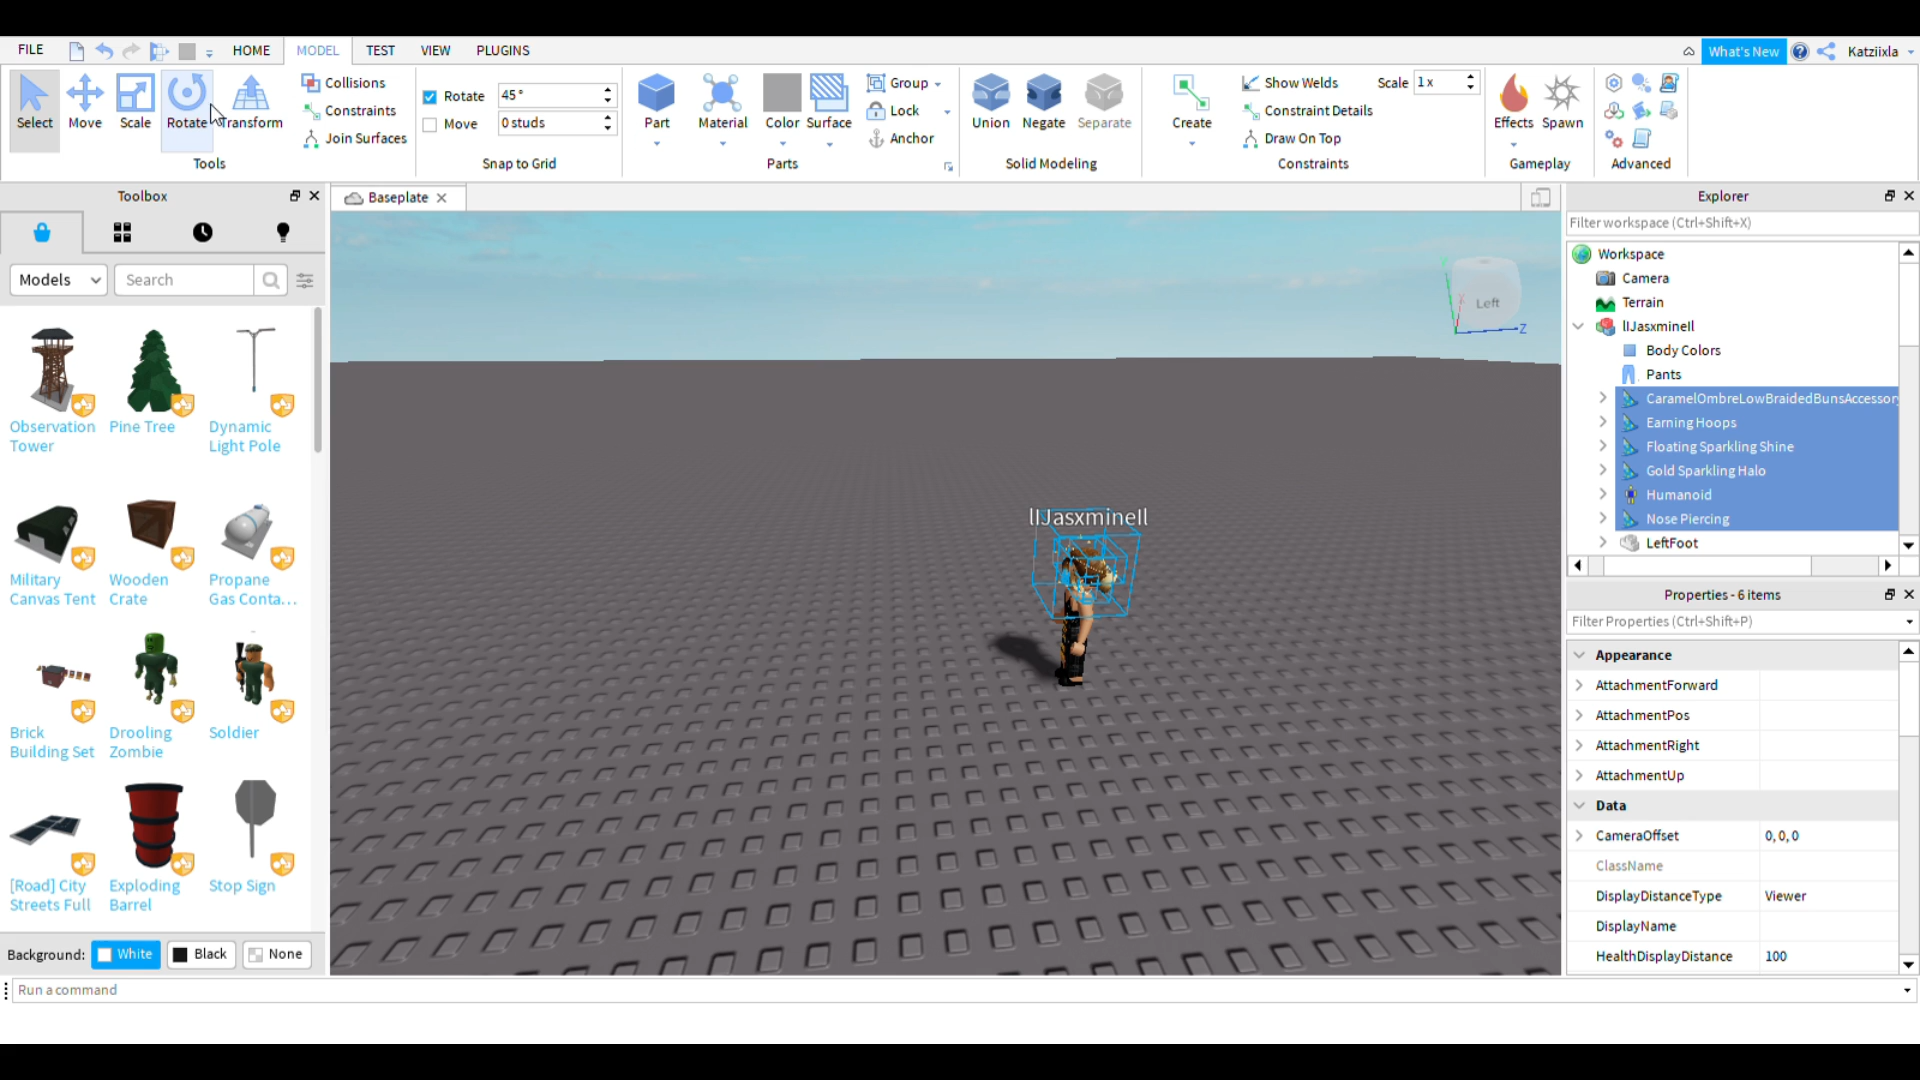 FILE HOME MODEL TEST VIEW PLUGINS What's New Katziixla
Select Move Scale Rotate Transform
Collisions
Constraints
Join Surfaces
Tools
Rotate 45°
Move 0 studs
Snap to Grid
Part Material Color Surface
Group
Lock
Anchor
Parts
Union Negate Separate
Solid Modeling
Create
Show Welds Scale 1 x
Constraint Details
Draw On Top
Constraints
Effects Spawn
Gameplay
Advanced
Toolbox
Models Search
Observation Tower
Pine Tree
Dynamic Light Pole
Military Canvas Tent
Wooden Crate
Propane Gas Conta...
Brick Building Set
Drooling Zombie
Soldier
[Road] City Streets Full
Exploding Barrel
Stop Sign
Background: White Black None
Baseplate
Left
Z
lIJasxmineIl
Explorer
Filter workspace (Ctrl+Shift+X)
Workspace
Camera
Terrain
lIJasxmineIl
Body Colors
Pants
CaramelOmbreLowBraidedBunsAccessory
Earning Hoops
Floating Sparkling Shine
Gold Sparkling Halo
Humanoid
Nose Piercing
LeftFoot
Properties - 6 items
Filter Properties (Ctrl+Shift+P)
Appearance
AttachmentForward
AttachmentPos
AttachmentRight
AttachmentUp
Data
CameraOffset 0, 0, 0
ClassName
DisplayDistanceType Viewer
DisplayName
HealthDisplayDistance 100
Run a command